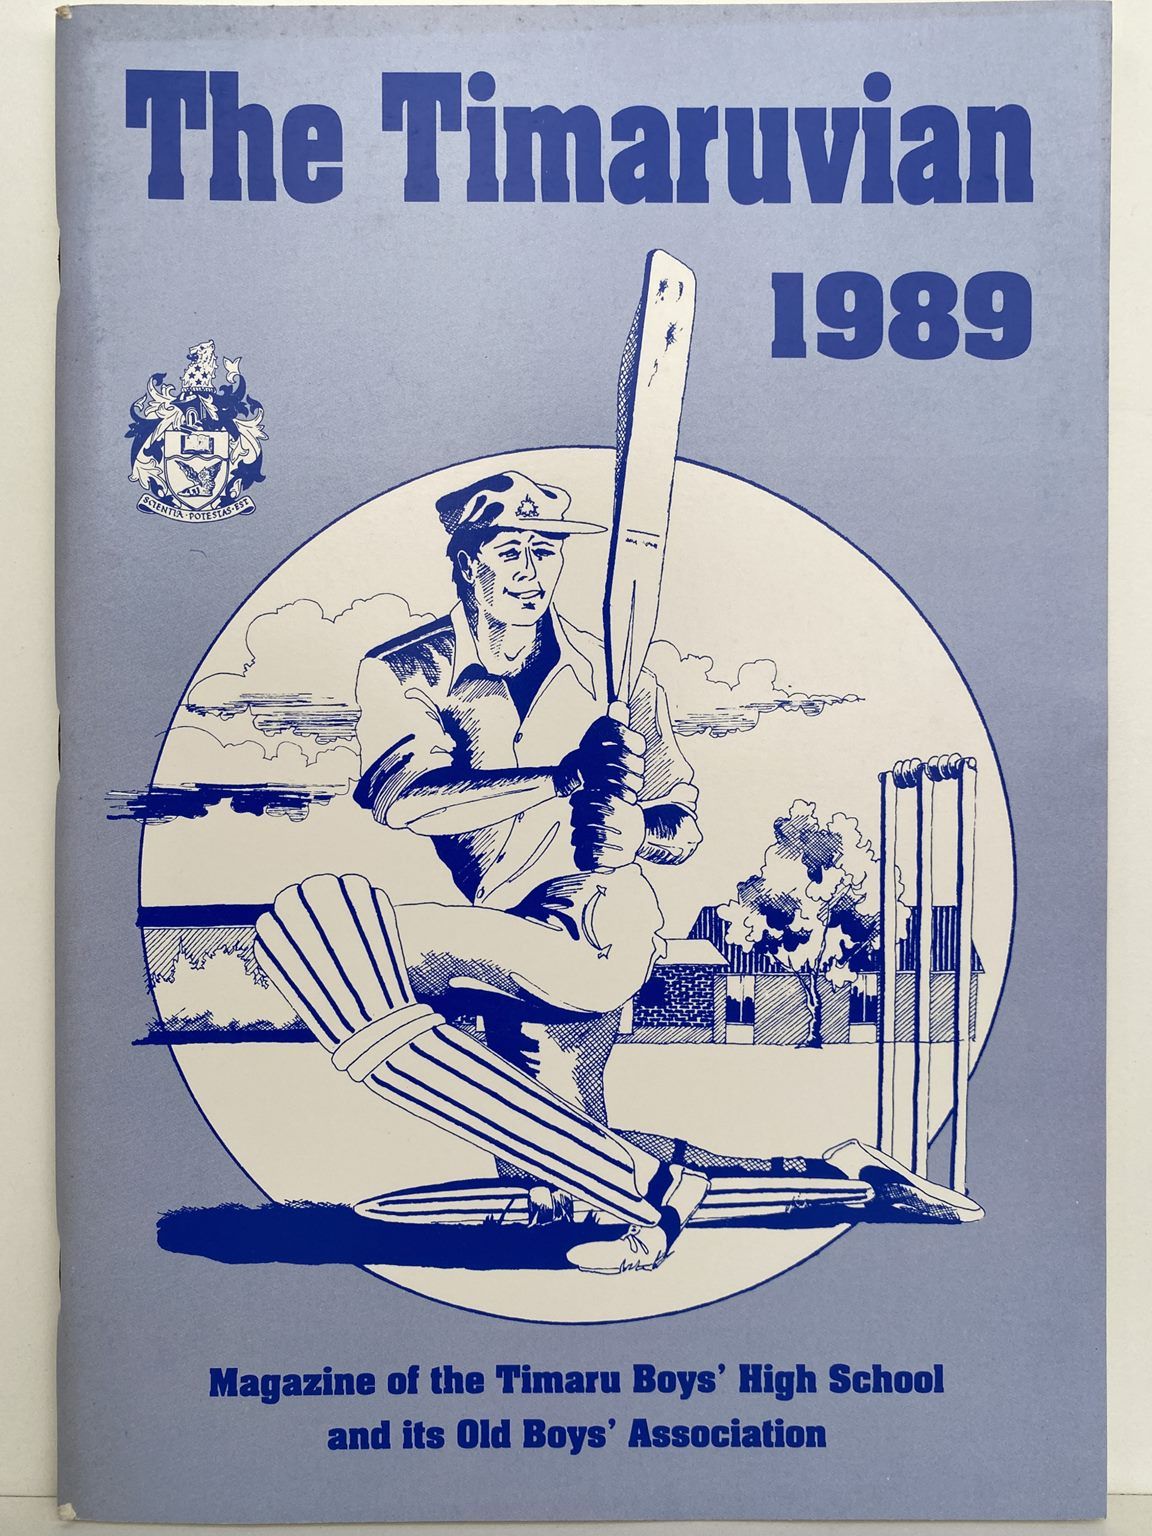 The Timaruvian
1989
SCIENTIA · POTESTAS · EST
Magazine of the Timaru Boys' High School
and its Old Boys' Association